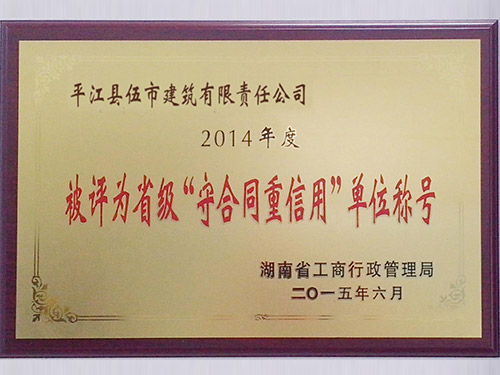 平江县伍市建筑有限责任公司
2014年度
被评为省级“守合同重信用”单位称号
湖南省工商行政管理局
二〇一五年六月